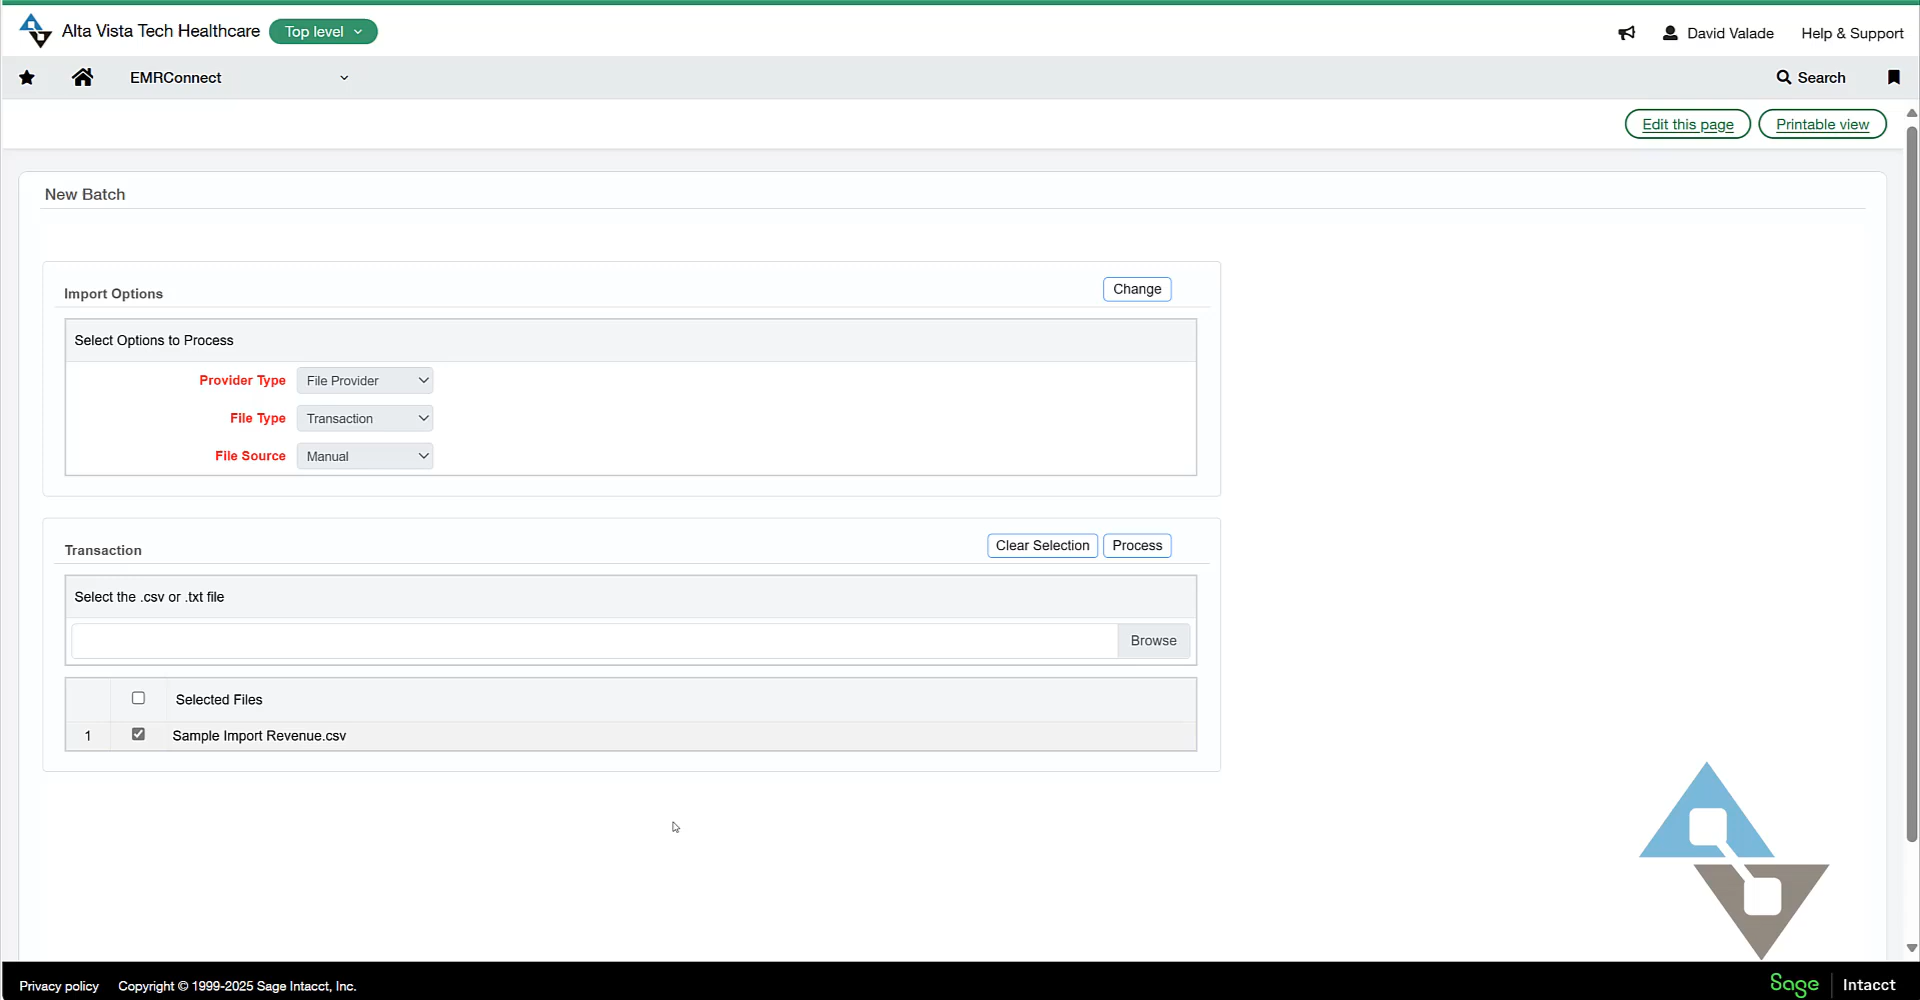 Alta Vista Tech Healthcare Top level David Valade Help & Support
EMRConnect Search
Edit this page Printable view
New Batch
Import Options Change
Select Options to Process
Provider Type File Provider
File Type Transaction
File Source Manual
Transaction Clear Selection Process
Select the .csv or .txt file
Browse
Selected Files
1 Sample Import Revenue.csv
Privacy policy Copyright © 1999-2025 Sage Intacct, Inc. Sage Intacct